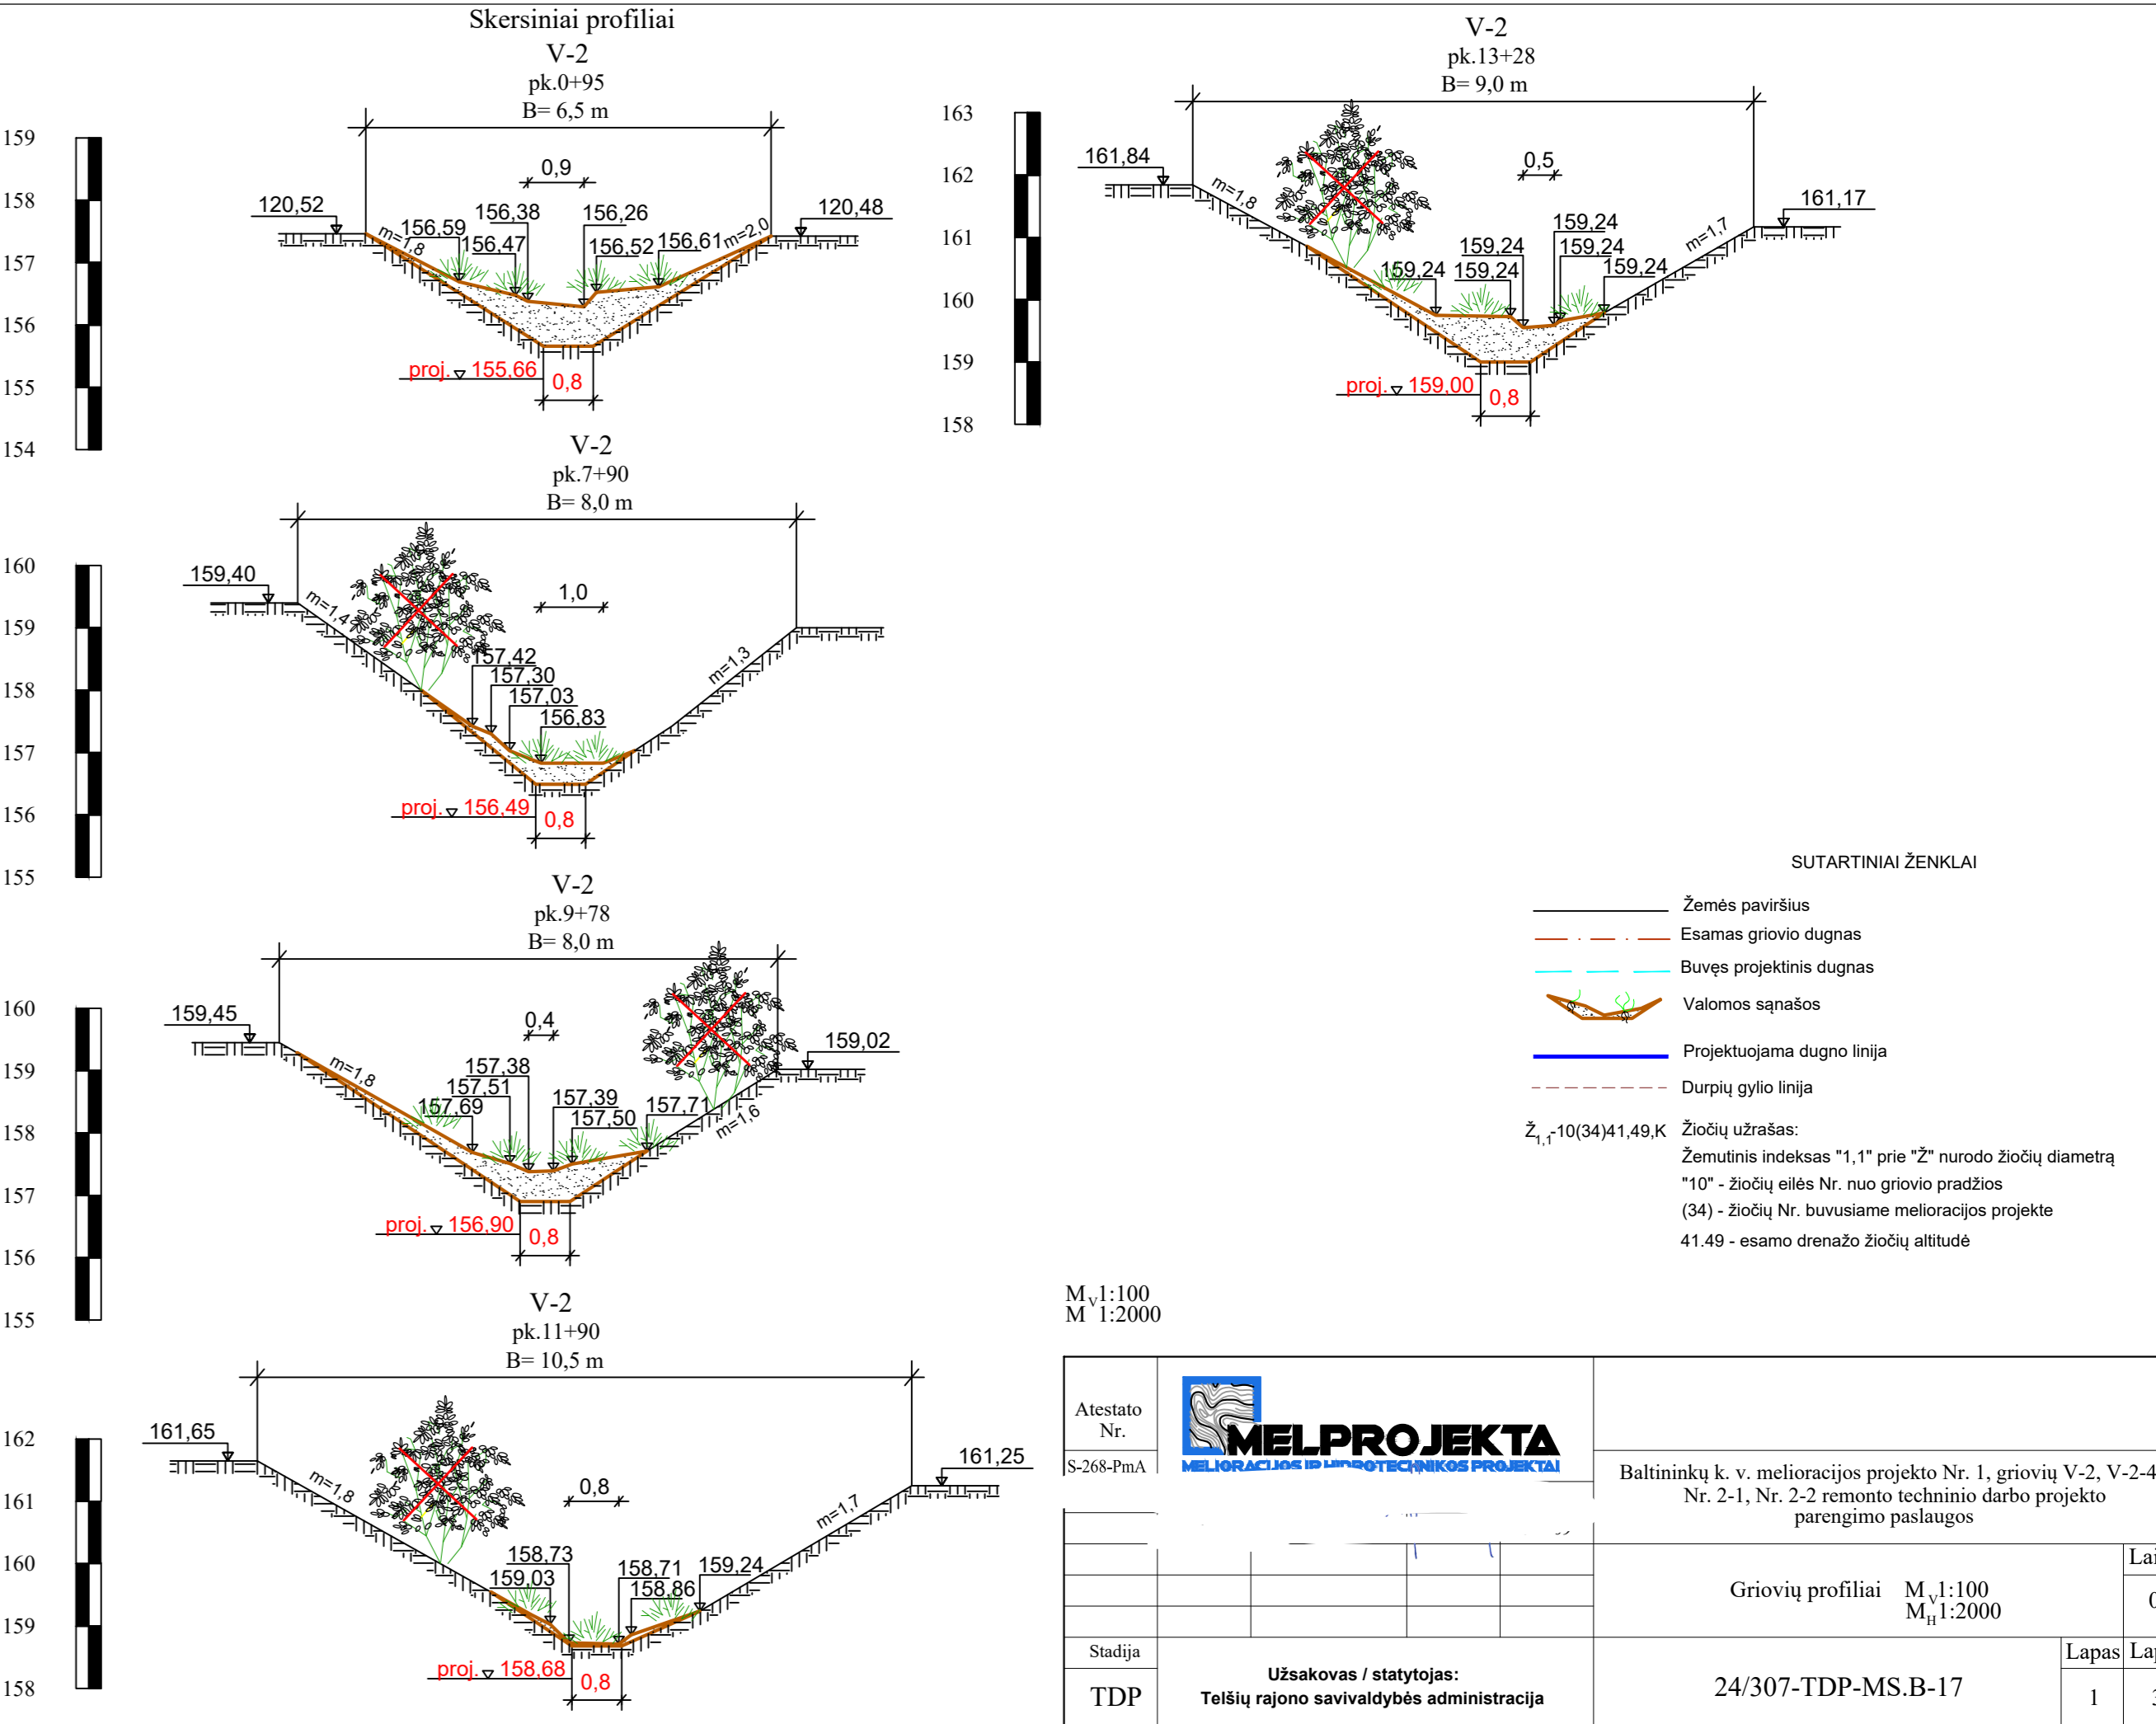 Skersiniai profiliai
V-2
pk.0+95
B= 6,5 m
159
158
157
156
155
154
0,9
120,52
156,59
156,38
156,47
156,26
156,52
156,61
120,48
m=1,8
m=2,0
proj. 155,66
0,8
V-2
pk.13+28
B= 9,0 m
163
162
161
160
159
158
161,84
0,5
161,17
m=1,8
m=1,7
159,24
159,24
159,24
159,24
159,24
159,24
proj. 159,00
0,8
V-2
pk.7+90
B= 8,0 m
160
159
158
157
156
155
159,40
1,0
m=1,4
m=1,3
157,42
157,30
157,03
156,83
proj. 156,49
0,8
V-2
pk.9+78
B= 8,0 m
160
159
158
157
156
155
159,45
0,4
159,02
m=1,8
m=1,6
157,38
157,51
157,69
157,39
157,50
157,71
proj. 156,90
0,8
V-2
pk.11+90
B= 10,5 m
162
161
160
159
158
161,65
0,8
161,25
m=1,8
m=1,7
158,73
159,03
158,71
158,86
159,24
proj. 158,68
0,8
SUTARTINIAI ŽENKLAI
Žemės paviršius
Esamas griovio dugnas
Buvęs projektinis dugnas
Valomos sąnašos
Projektuojama dugno linija
Durpių gylio linija
Ž1,1-10(34)41,49,K Žiočių užrašas:
Žemutinis indeksas "1,1" prie "Ž" nurodo žiočių diametrą
"10" - žiočių eilės Nr. nuo griovio pradžios
(34) - žiočių Nr. buvusiame melioracijos projekte
41.49 - esamo drenažo žiočių altitudė
MV1:100
M 1:2000
Atestato
Nr.
S-268-PmA
MELPROJEKTA
MELIORACIJOS IR HIDROTECHNIKOS PROJEKTAI
Baltininkų k. v. melioracijos projekto Nr. 1, griovių V-2, V-2-4
Nr. 2-1, Nr. 2-2 remonto techninio darbo projekto
parengimo paslaugos
Griovių profiliai MV1:100
MH1:2000
Stadija
TDP
Užsakovas / statytojas:
Telšių rajono savivaldybės administracija
24/307-TDP-MS.B-17
Lapas
1